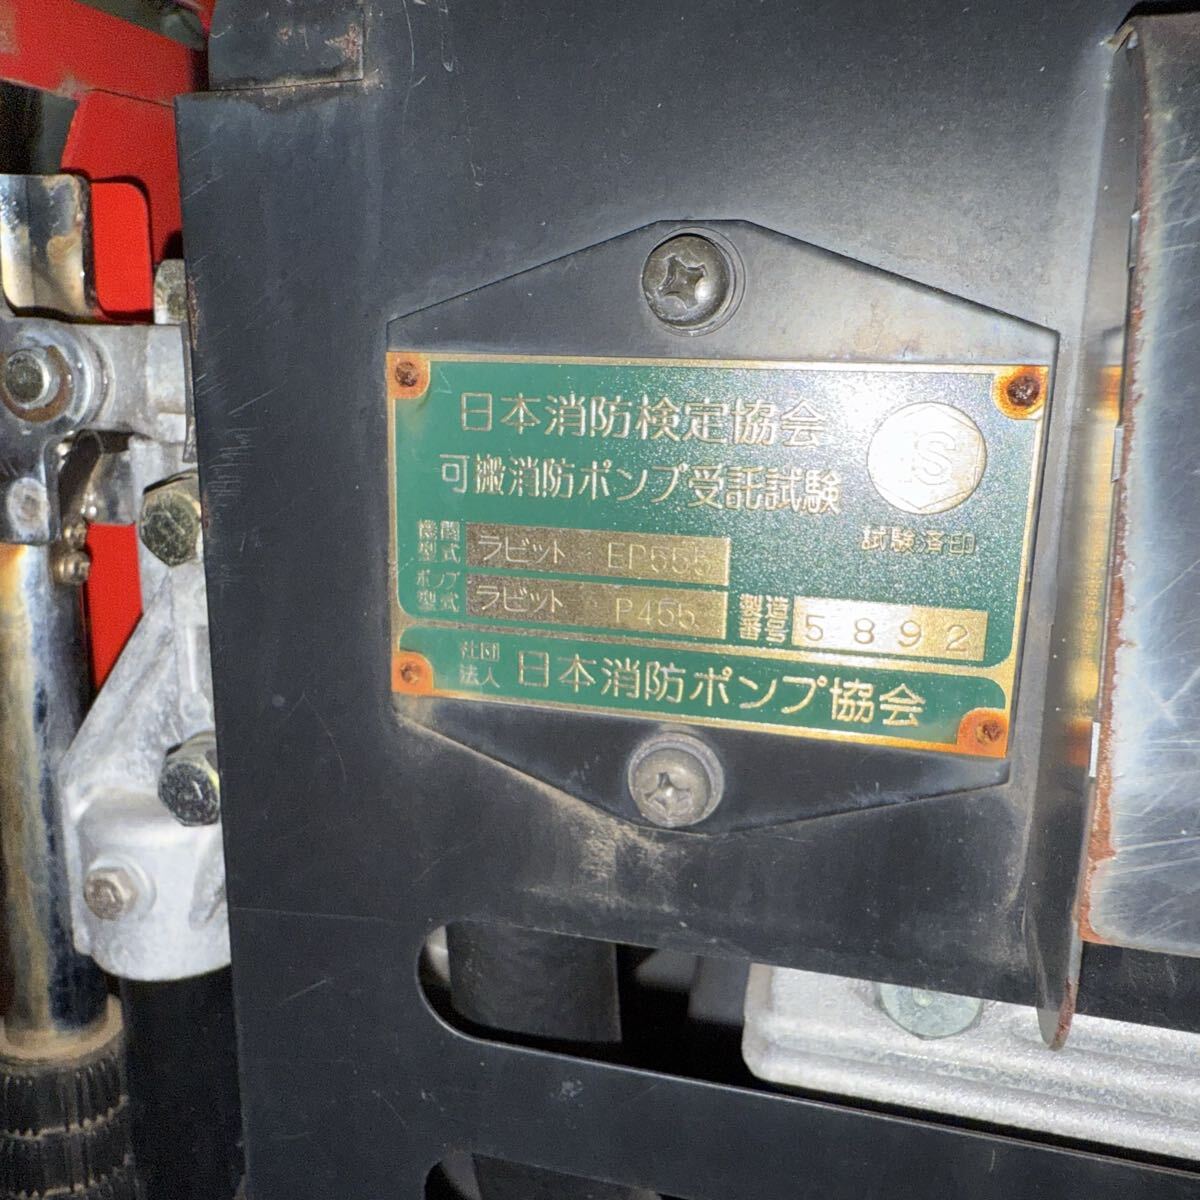 日本消防検定協会
可搬消防ポンプ受託試験
S
試験済印
機関型式 ラビット EP555
ポンプ型式 ラビット P455 製造番号 5892
社団法人 日本消防ポンプ協会